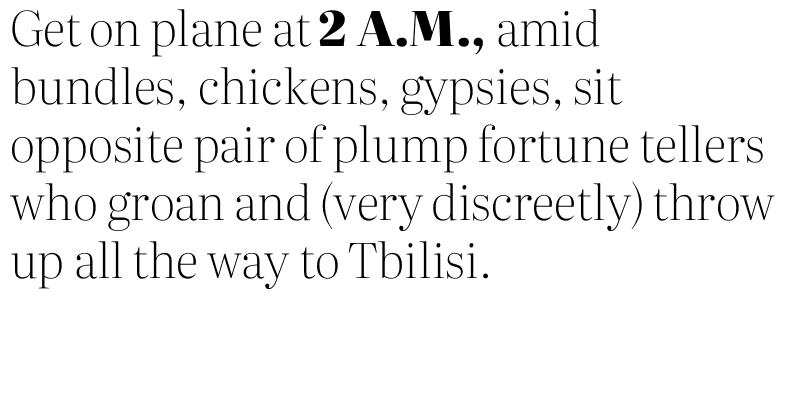 Get on plane at 2 A.M., amid
bundles, chickens, gypsies, sit
opposite pair of plump fortune tellers
who groan and (very discreetly) throw
up all the way to Tbilisi.